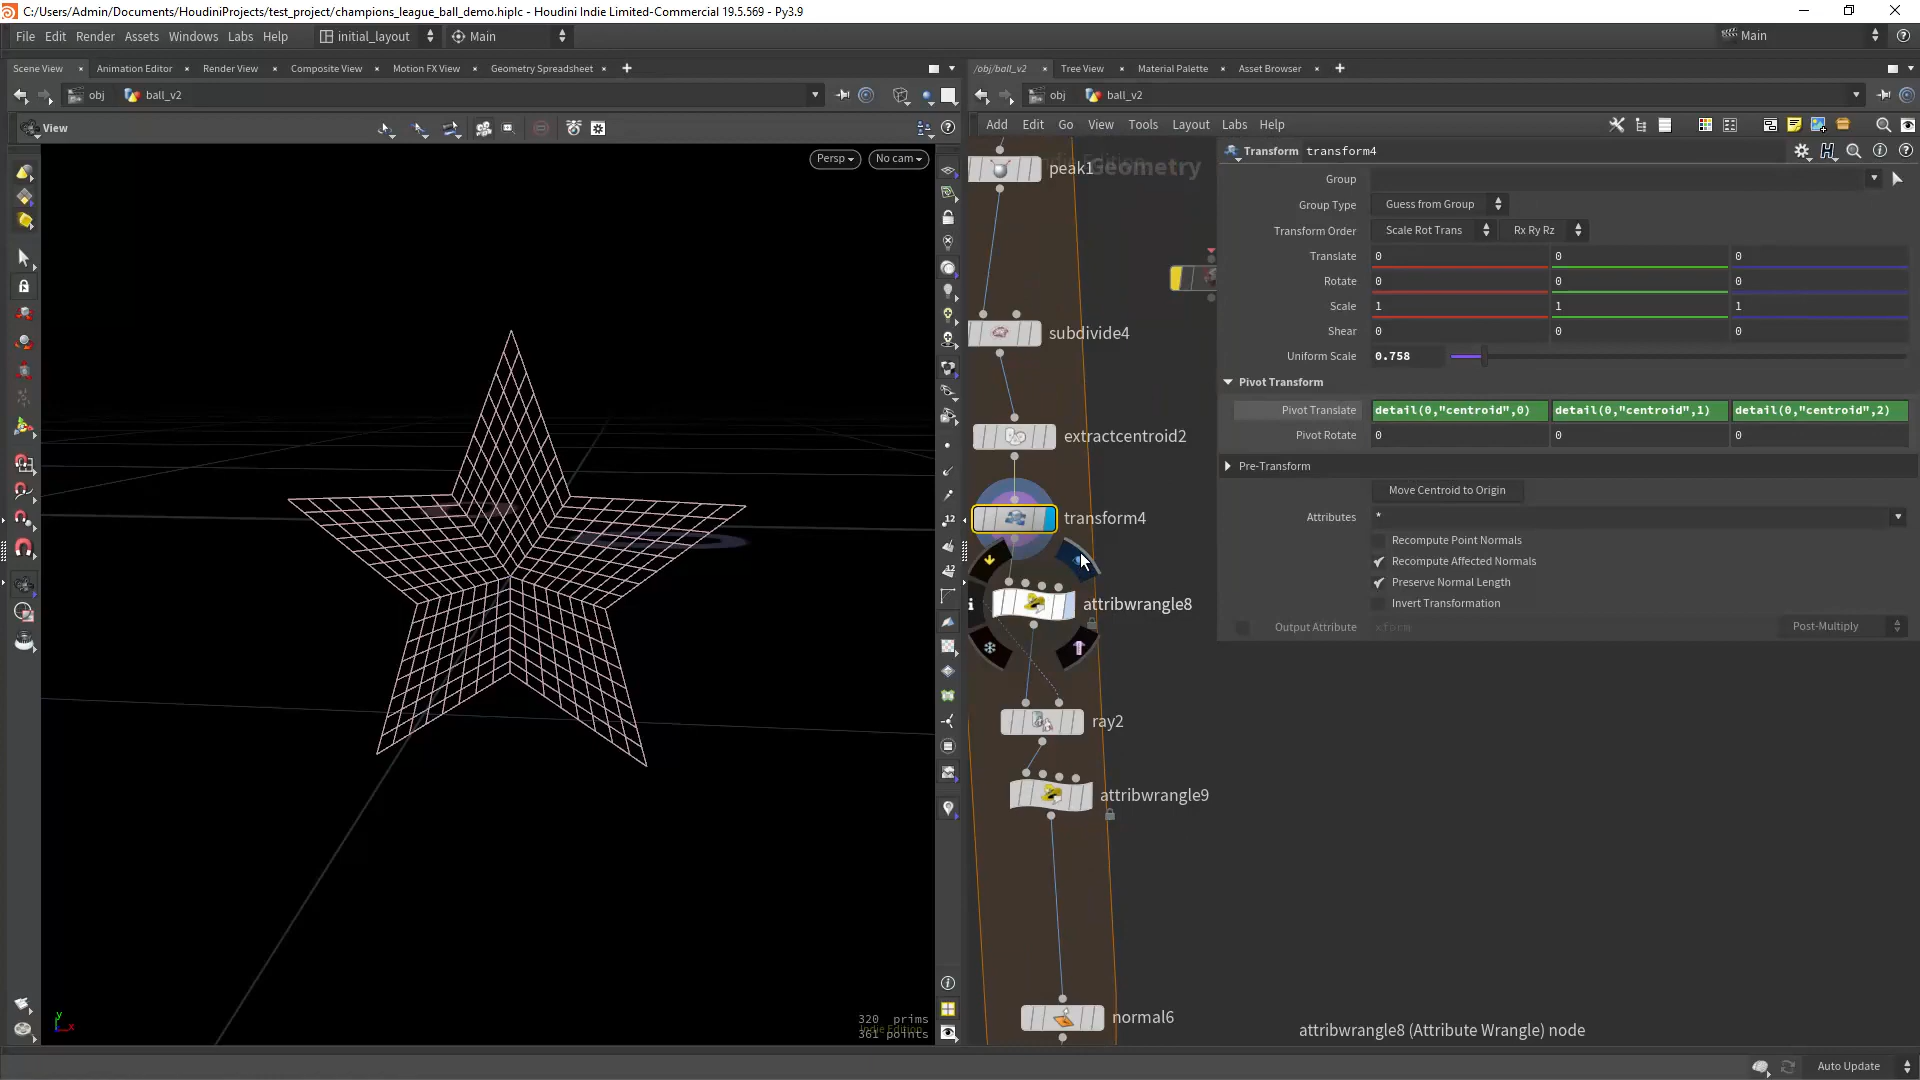 C:/Users/Admin/Documents/HoudiniProjects/test_project/champions_league_ball_demo.hiplc - Houdini Indie Limited-Commercial 19.5.569 - Py3.9
File Edit Render Assets Windows Labs Help initial_layout Main Main
Scene View Animation Editor Render View Composite View Motion FX View Geometry Spreadsheet
/obj/ball_v2 Tree View Material Palette Asset Browser
obj ball_v2
obj ball_v2
View
Add Edit Go View Tools Layout Labs Help
Persp No cam
Indie Edition
Geometry
peak1
subdivide4
extractcentroid2
transform4
attribwrangle8
ray2
attribwrangle9
normal6
12
12
Transform transform4
Group
Group Type Guess from Group
Transform Order Scale Rot Trans Rx Ry Rz
Translate 0 0 0
Rotate 0 0 0
Scale 1 1 1
Shear 0 0 0
Uniform Scale 0.758
Pivot Transform
Pivot Translate detail(0,"centroid",0) detail(0,"centroid",1) detail(0,"centroid",2)
Pivot Rotate 0 0 0
Pre-Transform
Move Centroid to Origin
Attributes *
Recompute Point Normals
Recompute Affected Normals
Preserve Normal Length
Invert Transformation
Output Attribute xform Post-Multiply
y
x
320 prims
Indie Edition
361 points
attribwrangle8 (Attribute Wrangle) node
Auto Update